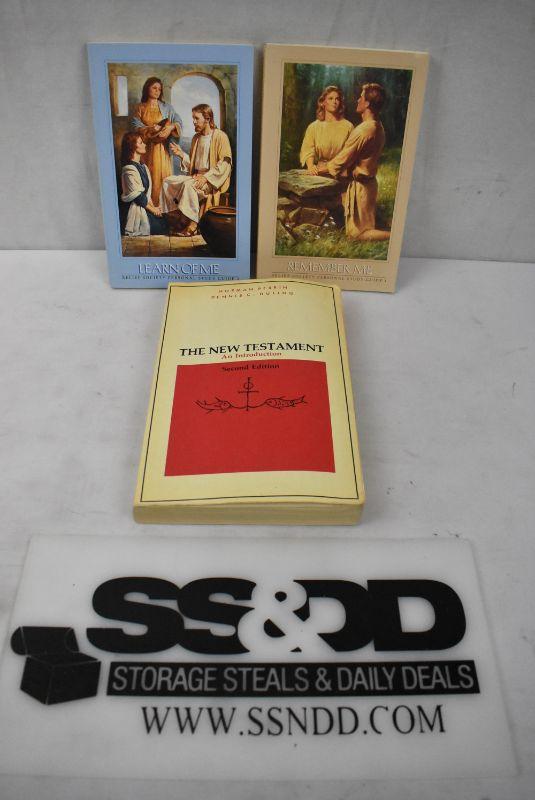 LEARN OF ME
RELIEF SOCIETY PERSONAL STUDY GUIDE 2
REMEMBER ME
RELIEF SOCIETY PERSONAL STUDY GUIDE 1
NORMAN PERRIN
DENNIS C. DULING
THE NEW TESTAMENT
An Introduction
Second Edition
SS&DD
STORAGE STEALS & DAILY DEALS
WWW.SSNDD.COM